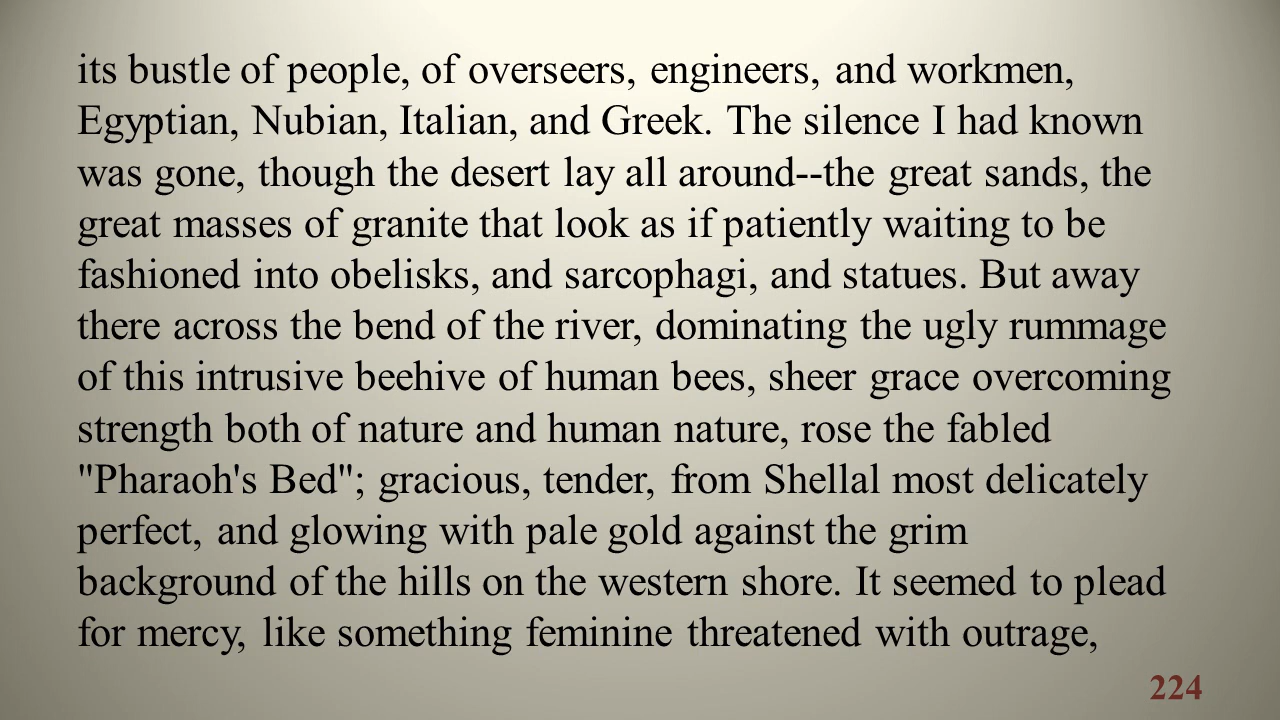 its bustle of people, of overseers, engineers, and workmen,
Egyptian, Nubian, Italian, and Greek. The silence I had known
was gone, though the desert lay all around--the great sands, the
great masses of granite that look as if patiently waiting to be
fashioned into obelisks, and sarcophagi, and statues. But away
there across the bend of the river, dominating the ugly rummage
of this intrusive beehive of human bees, sheer grace overcoming
strength both of nature and human nature, rose the fabled
"Pharaoh's Bed"; gracious, tender, from Shellal most delicately
perfect, and glowing with pale gold against the grim
background of the hills on the western shore. It seemed to plead
for mercy, like something feminine threatened with outrage,
224